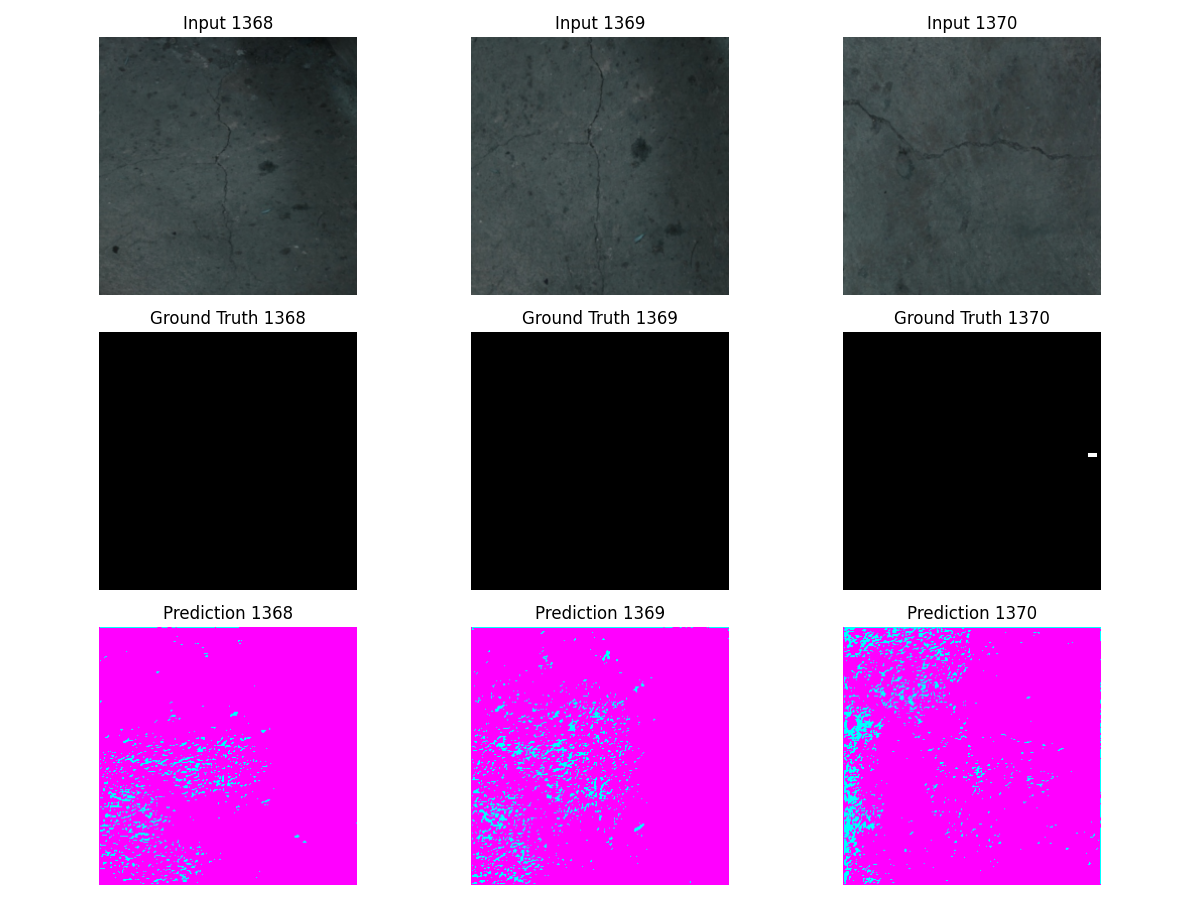 Input 1368
Input 1369
Input 1370
Ground Truth 1368
Ground Truth 1369
Ground Truth 1370
Prediction 1368
Prediction 1369
Prediction 1370